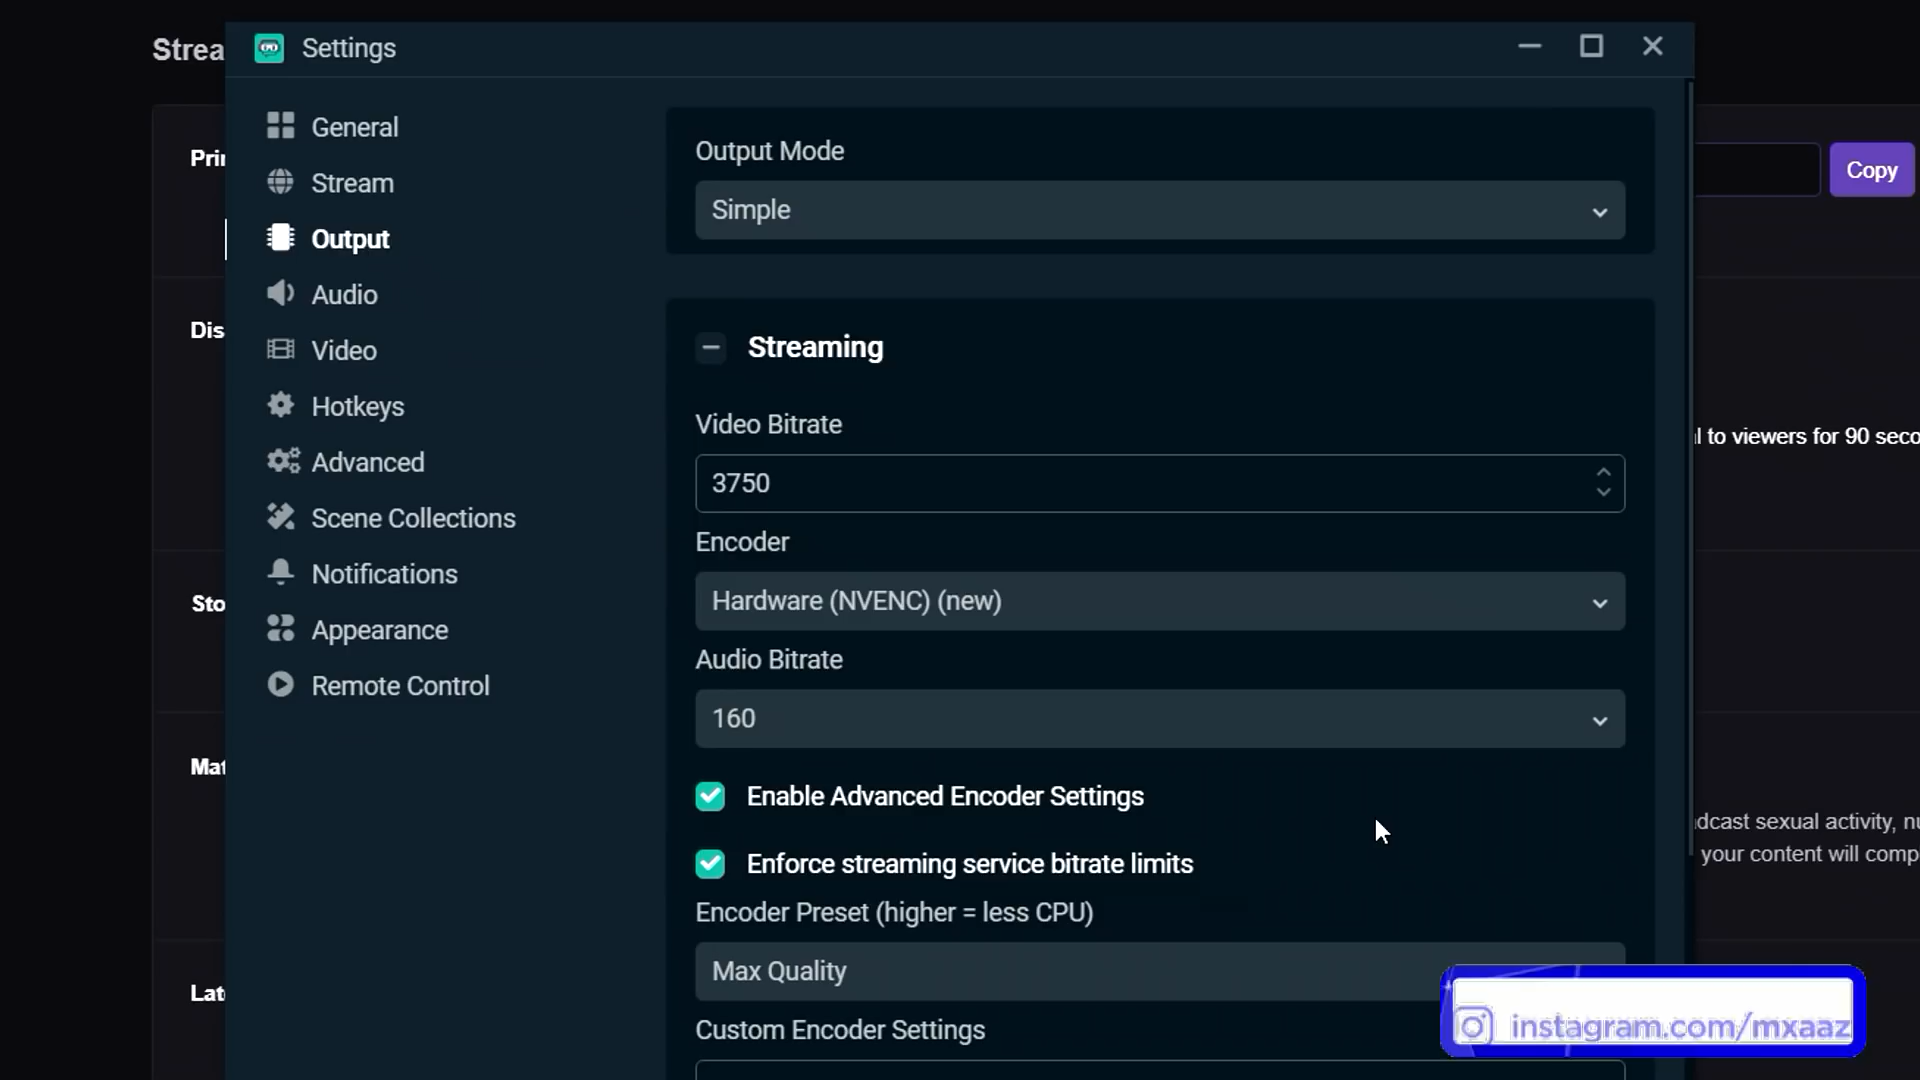 Strea
Settings
General
Stream
Output
Audio
Video
Hotkeys
Advanced
Scene Collections
Notifications
Appearance
Remote Control
Output Mode
Simple
Streaming
Video Bitrate
3750
Encoder
Hardware (NVENC) (new)
Audio Bitrate
160
Enable Advanced Encoder Settings
Enforce streaming service bitrate limits
Encoder Preset (higher = less CPU)
Max Quality
Custom Encoder Settings
Prin
Dis
Sto
Mat
Late
Copy
l to viewers for 90 seco
dcast sexual activity, nu
your content will comp
instagram.com/mxaaz